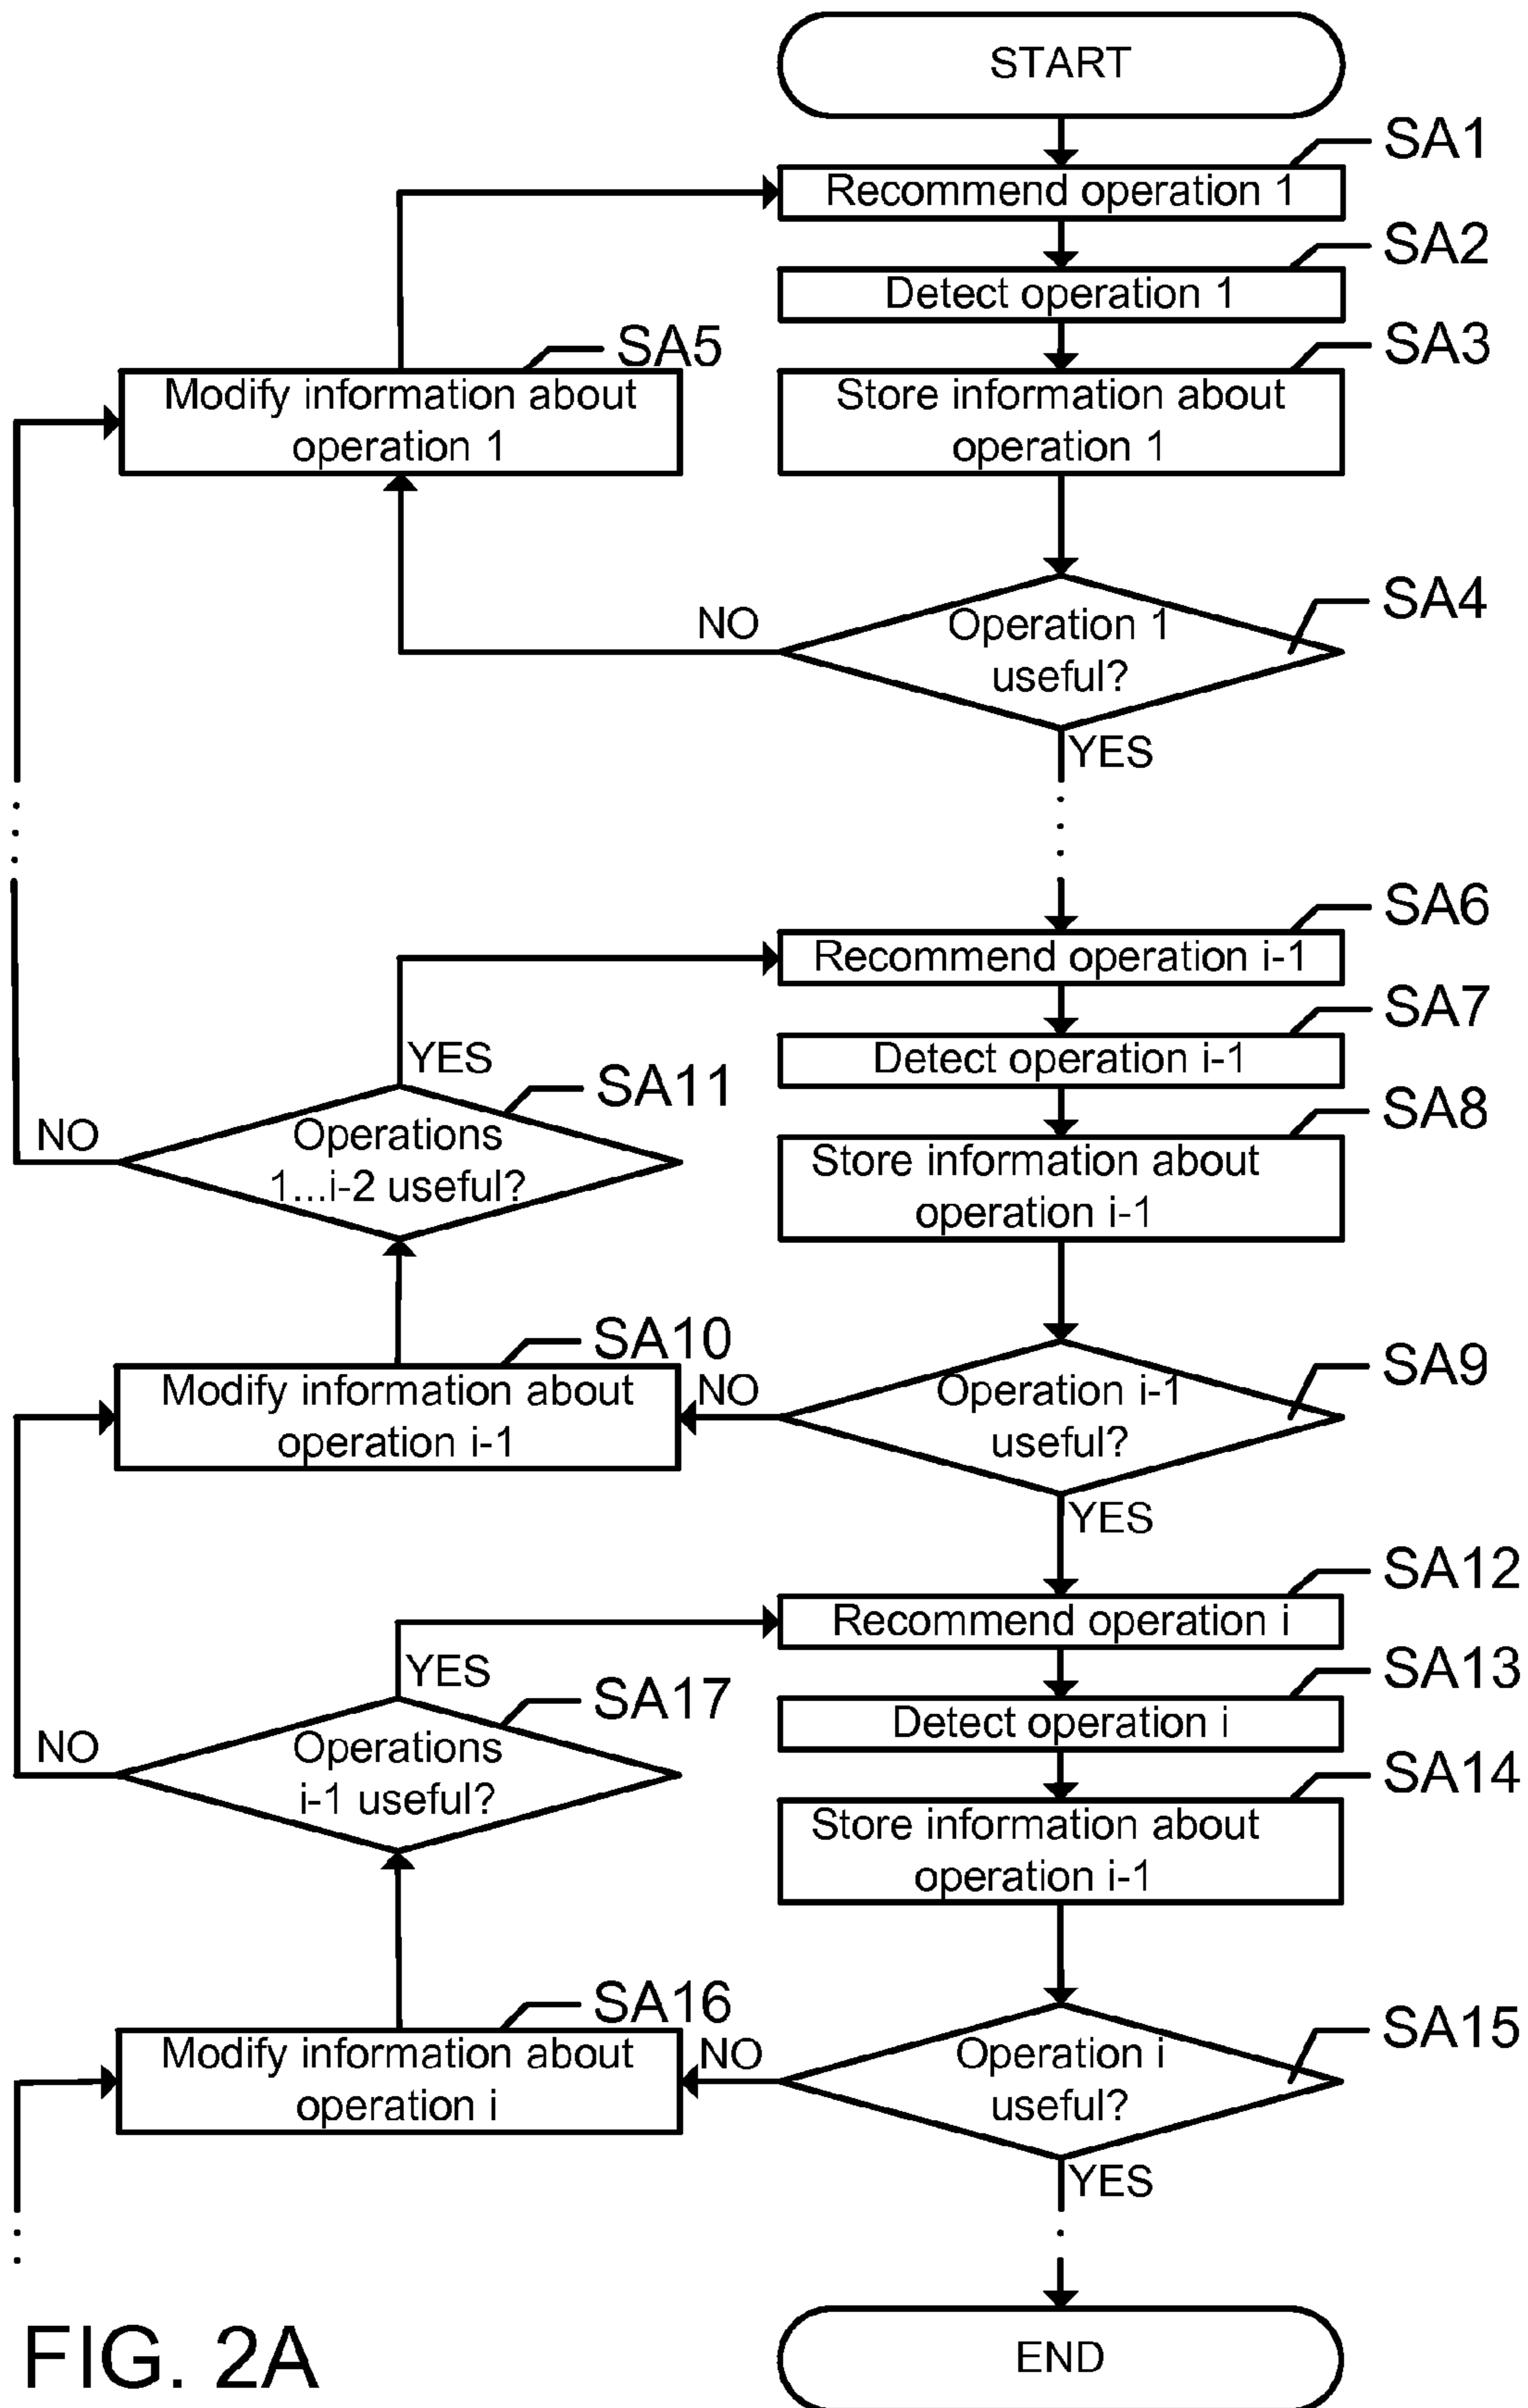 START
SA1
Recommend operation 1
SA2
Detect operation 1
SA5
SA3
Modify information about
operation 1
Store information about
operation 1
SA4
NO
Operation 1
useful?
YES
SA6
Recommend operation i-1
SA7
YES
Detect operation i-1
SA11
SA8
NO
Operations
1...i-2 useful?
Store information about
operation i-1
SA10
SA9
Modify information about
operation i-1
NO
Operation i-1
useful?
YES
SA12
Recommend operation i
YES
SA17
SA13
Detect operation i
NO
Operations
i-1 useful?
SA14
Store information about
operation i-1
SA16
SA15
Modify information about
operation i
NO
Operation i
useful?
YES
FIG. 2A
END